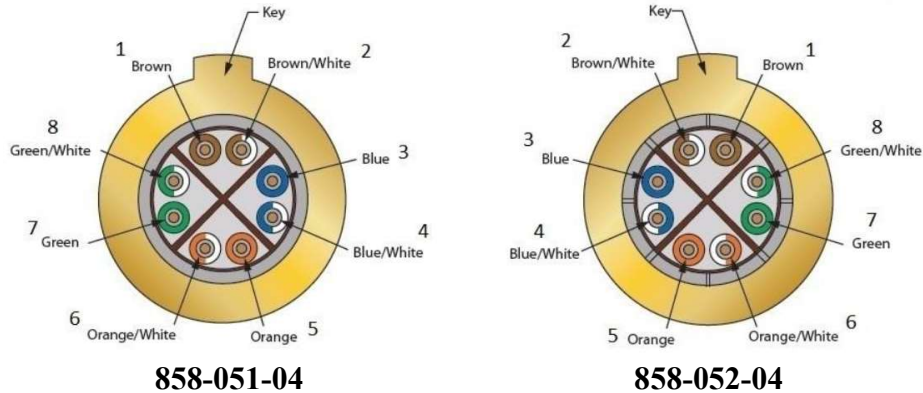 Key
1
Brown
2
Brown/White
8
Green/White
3
Blue
7
Green
4
Blue/White
6
Orange/White
5
Orange
858-051-04
Key
2
Brown/White
1
Brown
3
Blue
8
Green/White
4
Blue/White
7
Green
5
Orange
6
Orange/White
858-052-04